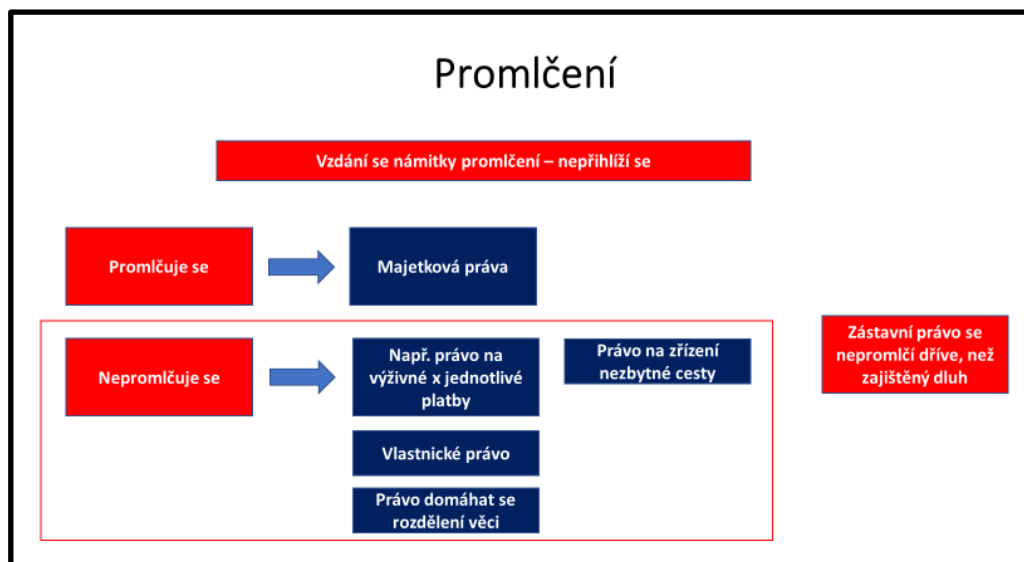 Promlčení
Vzdání se námitky promlčení – nepřihlíží se
Promlčuje se
Majetková práva
Nepromlčuje se
Např. právo na
výživné x jednotlivé
platby
Právo na zřízení
nezbytné cesty
Vlastnické právo
Právo domáhat se
rozdělení věci
Zástavní právo se
nepromlčí dříve, než
zajištěný dluh